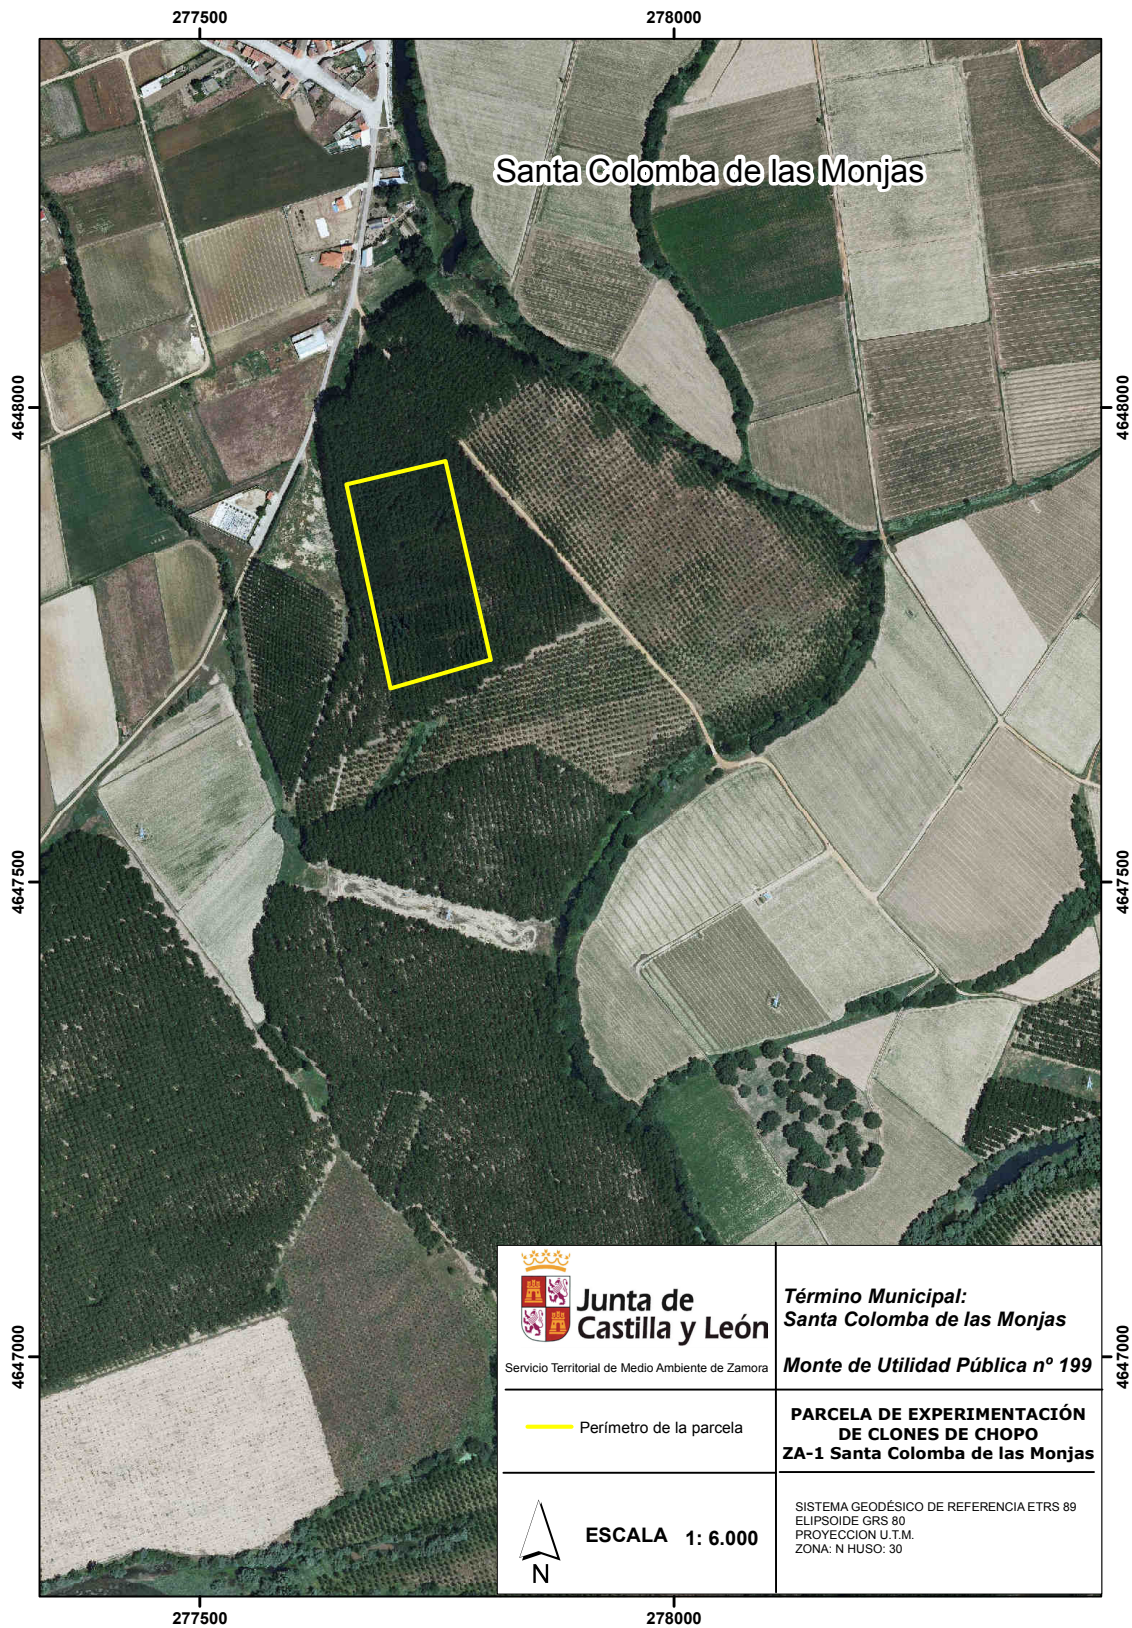 277500
278000
Santa Colomba de las Monjas
4648000
4648000
4647500
4647500
4647000
4647000
Junta de
Castilla y León
Servicio Territorial de Medio Ambiente de Zamora
Término Municipal:
Santa Colomba de las Monjas
Monte de Utilidad Pública nº 199
Perímetro de la parcela
PARCELA DE EXPERIMENTACIÓN
DE CLONES DE CHOPO
ZA-1 Santa Colomba de las Monjas
N
ESCALA 1: 6.000
SISTEMA GEODÉSICO DE REFERENCIA ETRS 89
ELIPSOIDE GRS 80
PROYECCION U.T.M.
ZONA: N HUSO: 30
277500
278000